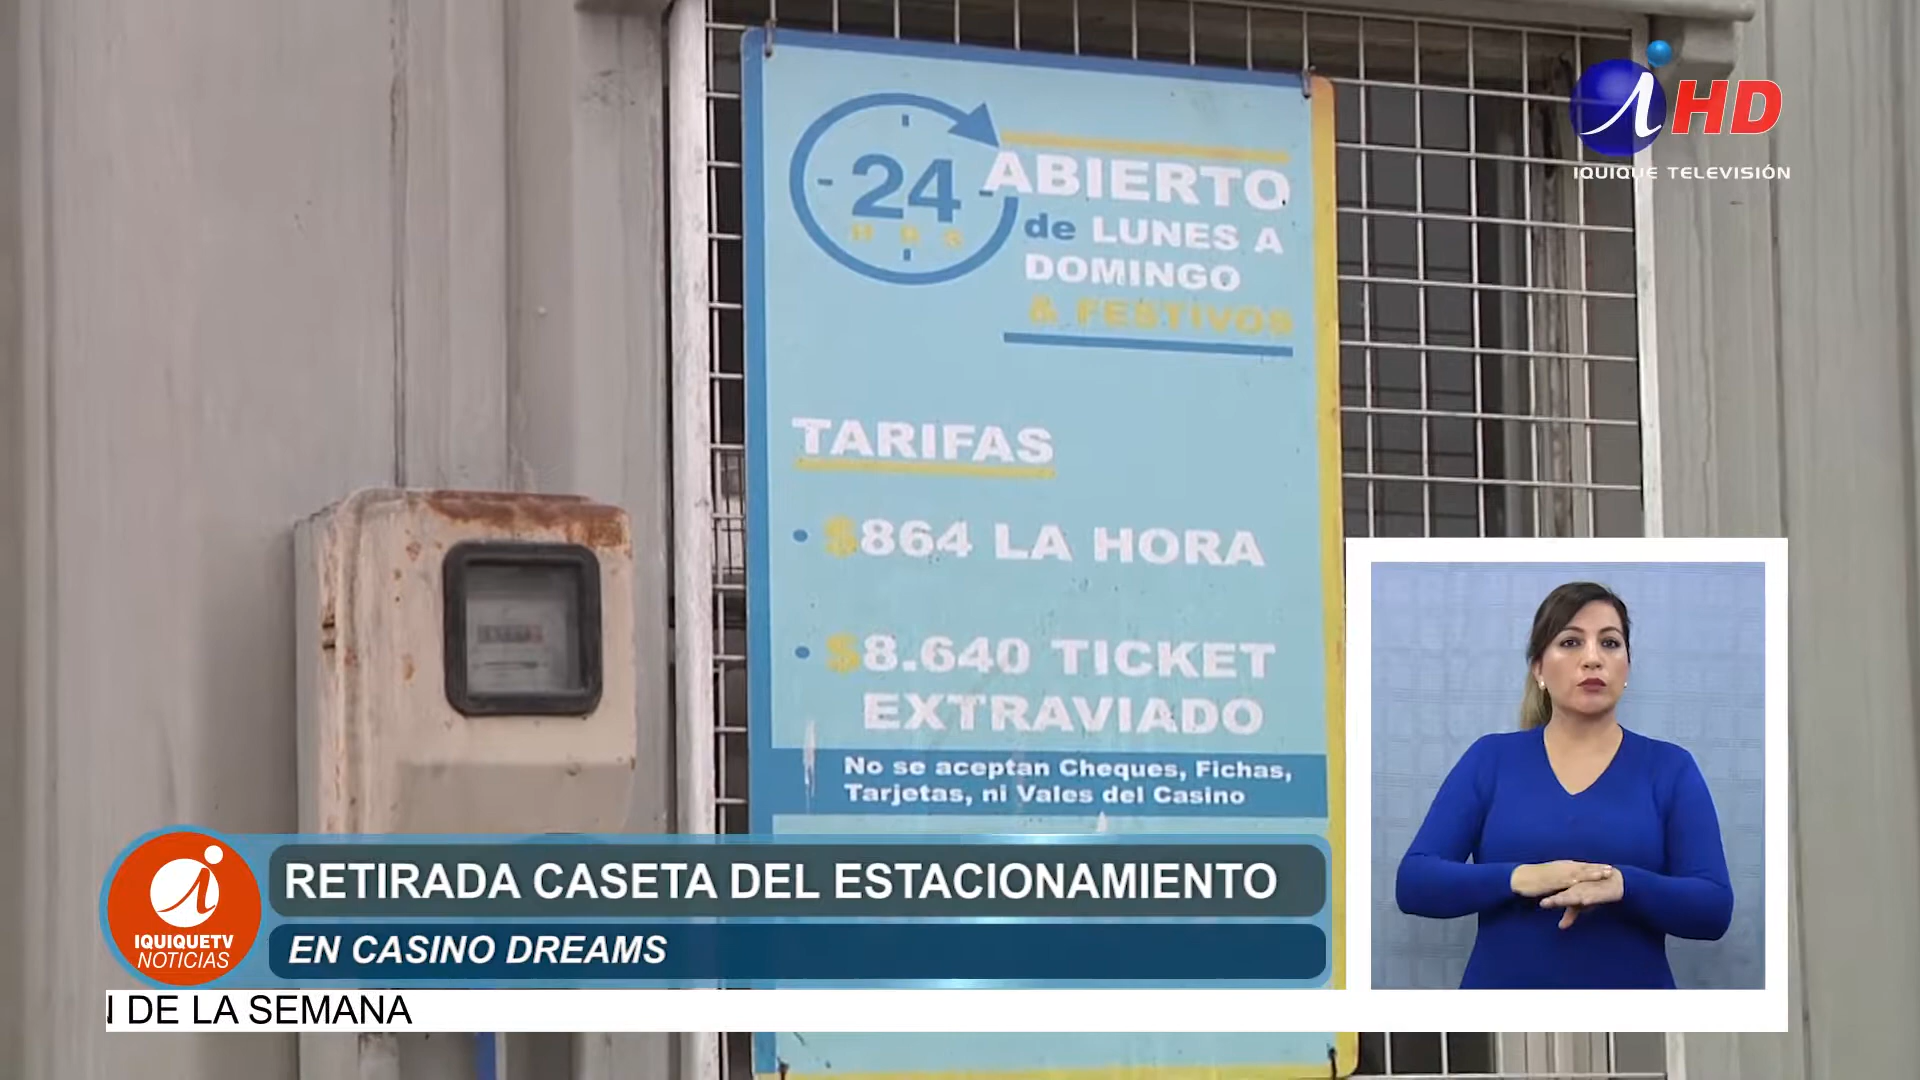 24
HRS
ABIERTO
de LUNES A
DOMINGO
& FESTIVOS
TARIFAS
• $864 LA HORA
• $8.640 TICKET
EXTRAVIADO
No se aceptan Cheques, Fichas,
Tarjetas, ni Vales del Casino
i HD
IQUIQUE TELEVISIÓN
RETIRADA CASETA DEL ESTACIONAMIENTO
EN CASINO DREAMS
i
IQUIQUETV
NOTICIAS
DE LA SEMANA